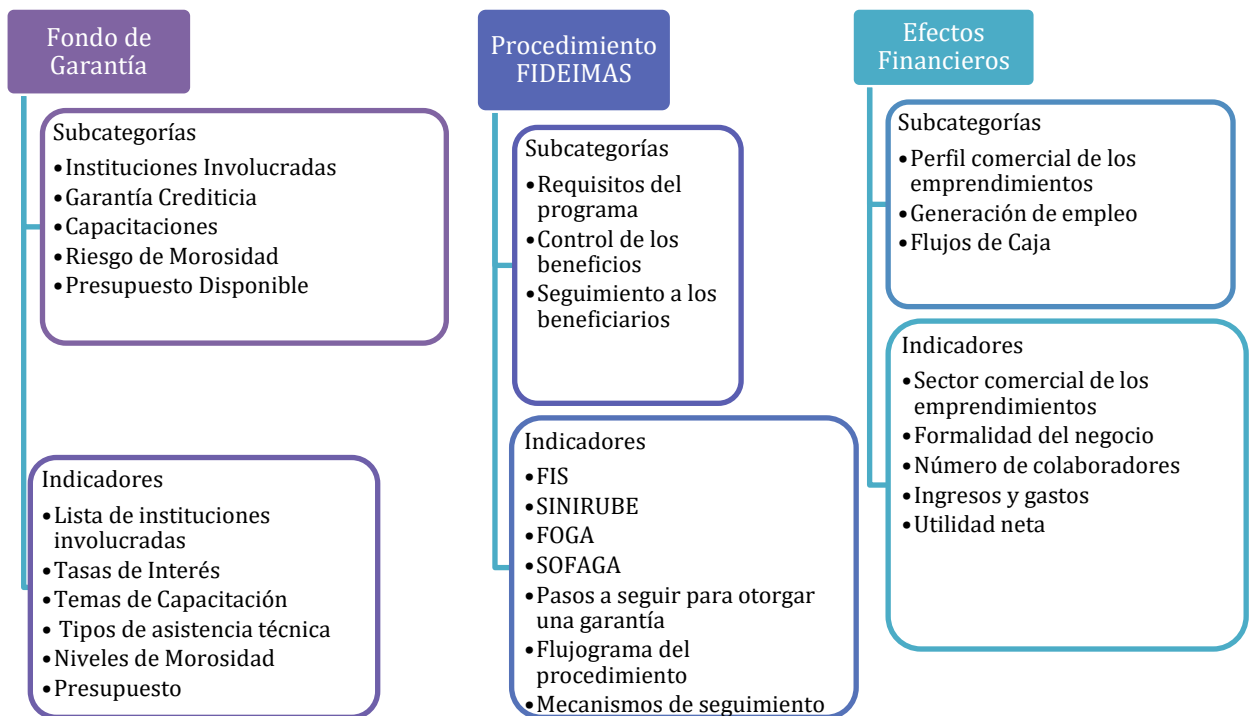 Fondo de
Garantía
Subcategorías
•Instituciones Involucradas
•Garantía Crediticia
•Capacitaciones
•Riesgo de Morosidad
•Presupuesto Disponible
Indicadores
•Lista de instituciones
involucradas
•Tasas de Interés
•Temas de Capacitación
• Tipos de asistencia técnica
•Niveles de Morosidad
•Presupuesto
Procedimiento
FIDEIMAS
Subcategorías
•Requisitos del
programa
•Control de los
beneficios
•Seguimiento a los
beneficiarios
Indicadores
•FIS
•SINIRUBE
•FOGA
•SOFAGA
•Pasos a seguir para otorgar
una garantía
•Flujograma del
procedimiento
•Mecanismos de seguimiento
Efectos
Financieros
Subcategorías
•Perfil comercial de los
emprendimientos
•Generación de empleo
•Flujos de Caja
Indicadores
•Sector comercial de los
emprendimientos
•Formalidad del negocio
•Número de colaboradores
•Ingresos y gastos
•Utilidad neta